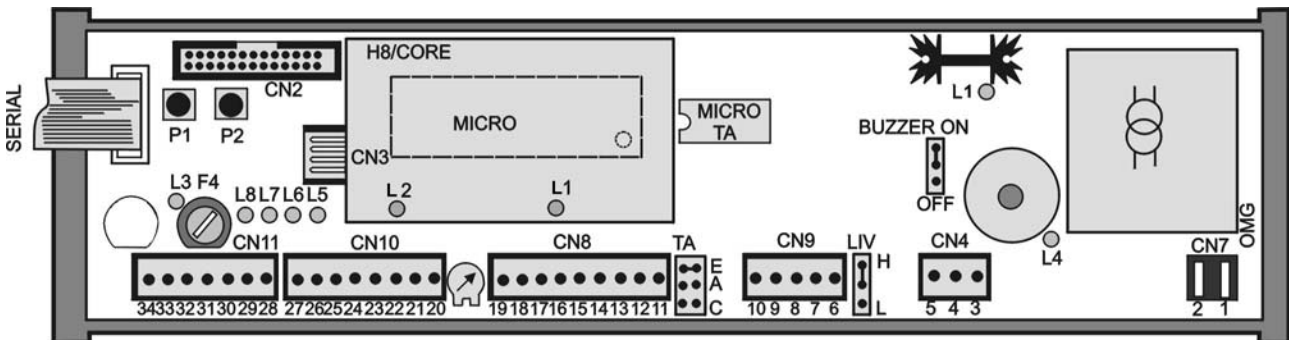 SERIAL
CN2
P1
P2
H8/CORE
MICRO
CN3
L2
L1
MICRO
TA
L1
BUZZER ON
OFF
L4
OMG
L3
F4
L8
L7
L6
L5
CN11
34 33 32 31 30 29 28
CN10
27 26 25 24 23 22 21 20
CN8
19 18 17 16 15 14 13 12 11
TA
E
A
C
CN9
10 9 8 7 6
LIV
H
L
CN4
5 4 3
CN7
2 1